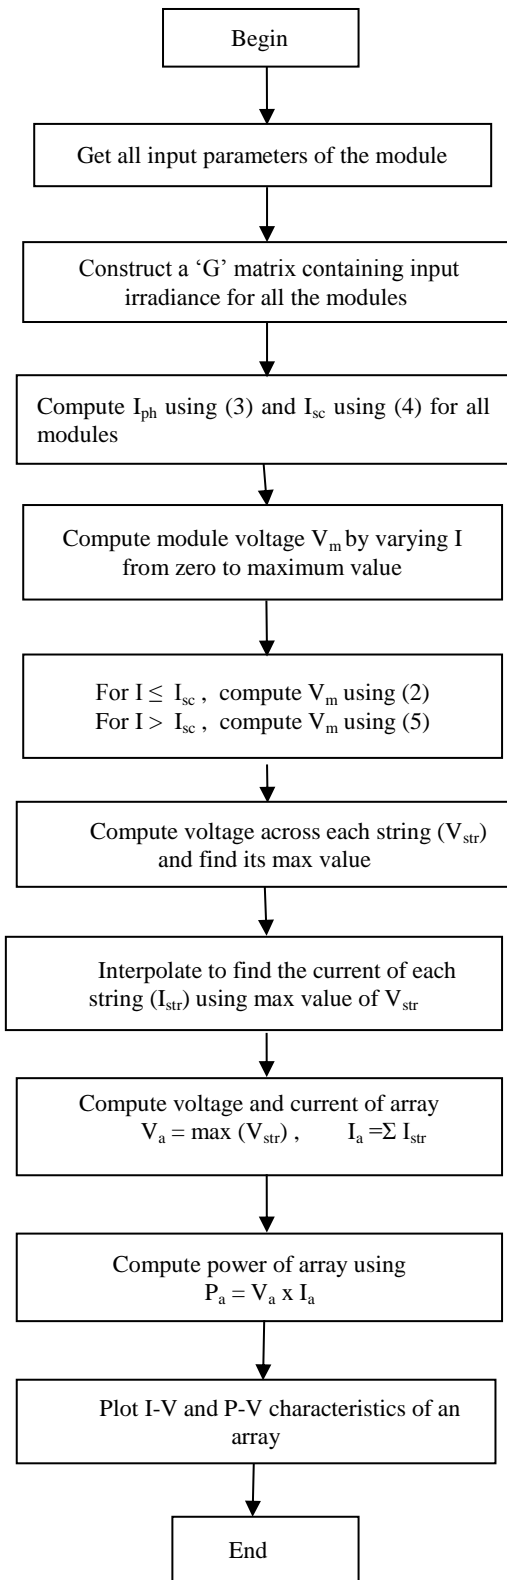 Begin
Get all input parameters of the module
Construct a ‘G’ matrix containing input
irradiance for all the modules
Compute I_ph using (3) and I_sc using (4) for all
modules
Compute module voltage V_m by varying I
from zero to maximum value
For I ≤ I_sc , compute V_m using (2)
For I > I_sc , compute V_m using (5)
Compute voltage across each string (V_str)
and find its max value
Interpolate to find the current of each
string (I_str) using max value of V_str
Compute voltage and current of array
V_a = max (V_str) , I_a =Σ I_str
Compute power of array using
P_a = V_a x I_a
Plot I-V and P-V characteristics of an
array
End